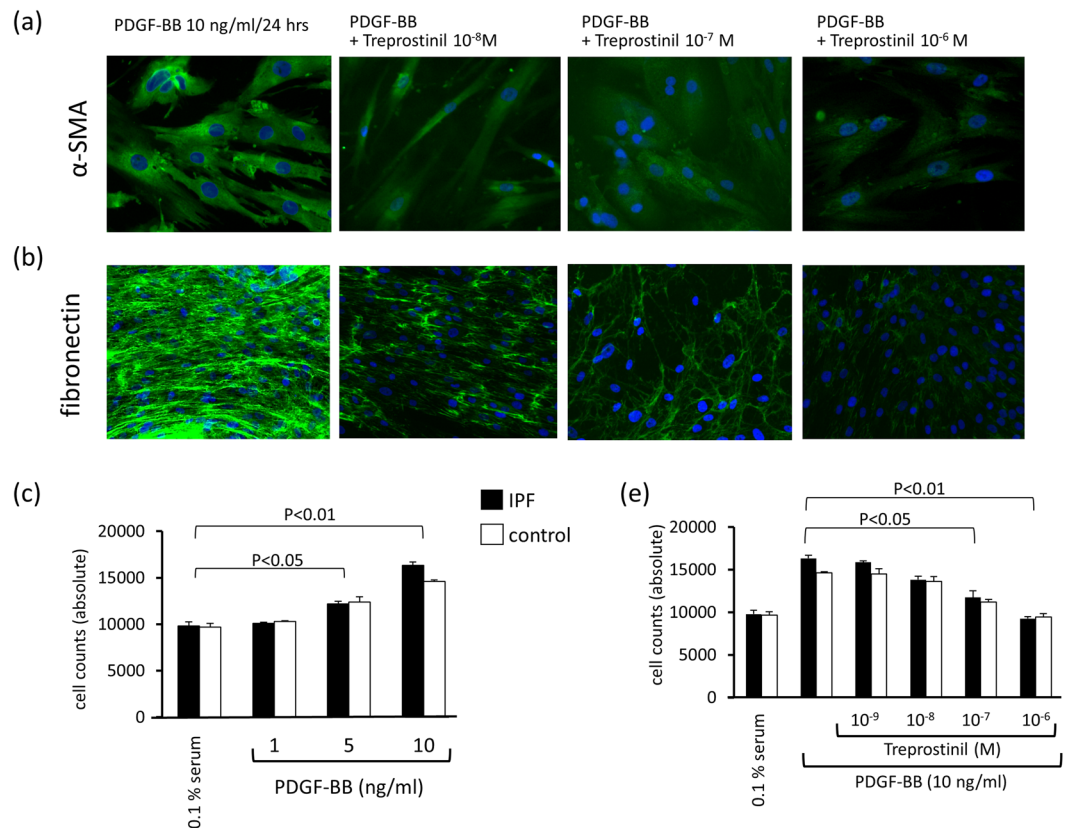 (a)
PDGF-BB 10 ng/ml/24 hrs
PDGF-BB
+ Treprostinil 10⁻⁸M
PDGF-BB
+ Treprostinil 10⁻⁷ M
PDGF-BB
+ Treprostinil 10⁻⁶ M
α-SMA
(b)
fibronectin
(c)
IPF
control
P<0.01
P<0.05
cell counts (absolute)
20000
15000
10000
5000
0
0.1 % serum
1
5
10
PDGF-BB (ng/ml)
(e)
P<0.01
P<0.05
cell counts (absolute)
20000
15000
10000
5000
0
0.1 % serum
10⁻⁹
10⁻⁸
10⁻⁷
10⁻⁶
Treprostinil (M)
PDGF-BB (10 ng/ml)